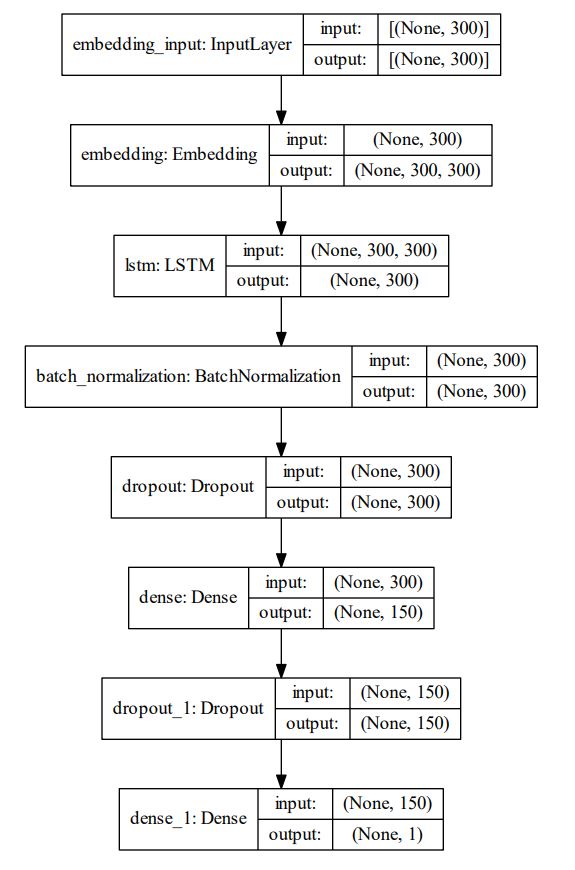 embedding_input: InputLayer
input: [(None, 300)]
output: [(None, 300)]
embedding: Embedding
input: (None, 300)
output: (None, 300, 300)
lstm: LSTM
input: (None, 300, 300)
output: (None, 300)
batch_normalization: BatchNormalization
input: (None, 300)
output: (None, 300)
dropout: Dropout
input: (None, 300)
output: (None, 300)
dense: Dense
input: (None, 300)
output: (None, 150)
dropout_1: Dropout
input: (None, 150)
output: (None, 150)
dense_1: Dense
input: (None, 150)
output: (None, 1)